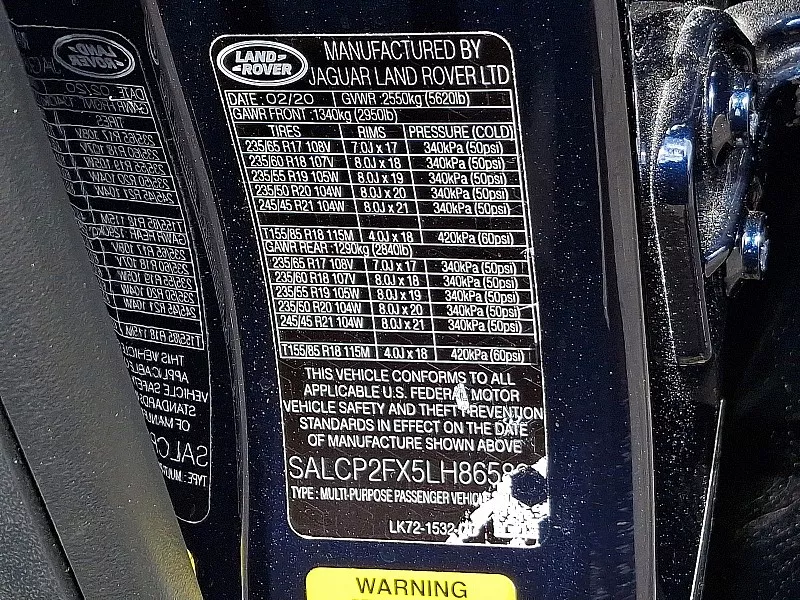 LAND ROVER
MANUFACTURED BY
JAGUAR LAND ROVER LTD
DATE : 02/20 GVWR :2550kg (5620lb)
GAWR FRONT :1340kg (2950lb)
TIRES RIMS PRESSURE (COLD)
235/65 R17 108V 7.0J x 17 340kPa (50psi)
235/60 R18 107V 8.0J x 18 340kPa (50psi)
235/55 R19 105W 8.0J x 19 340kPa (50psi)
235/50 R20 104W 8.0J x 20 340kPa (50psi)
245/45 R21 104W 8.0J x 21 340kPa (50psi)
T155/85 R18 115M 4.0J x 18 420kPa (60psi)
GAWR REAR :1290kg (2840lb)
235/65 R17 108V 7.0J x 17 340kPa (50psi)
235/60 R18 107V 8.0J x 18 340kPa (50psi)
235/55 R19 105W 8.0J x 19 340kPa (50psi)
235/50 R20 104W 8.0J x 20 340kPa (50psi)
245/45 R21 104W 8.0J x 21 340kPa (50psi)
T155/85 R18 115M 4.0J x 18 420kPa (60psi)
THIS VEHICLE CONFORMS TO ALL
APPLICABLE U.S. FEDERAL MOTOR
VEHICLE SAFETY AND THEFT PREVENTION
STANDARDS IN EFFECT ON THE DATE
OF MANUFACTURE SHOWN ABOVE
TYPE : MULTI-PURPOSE PASSENGER VEHICLE
WARNING